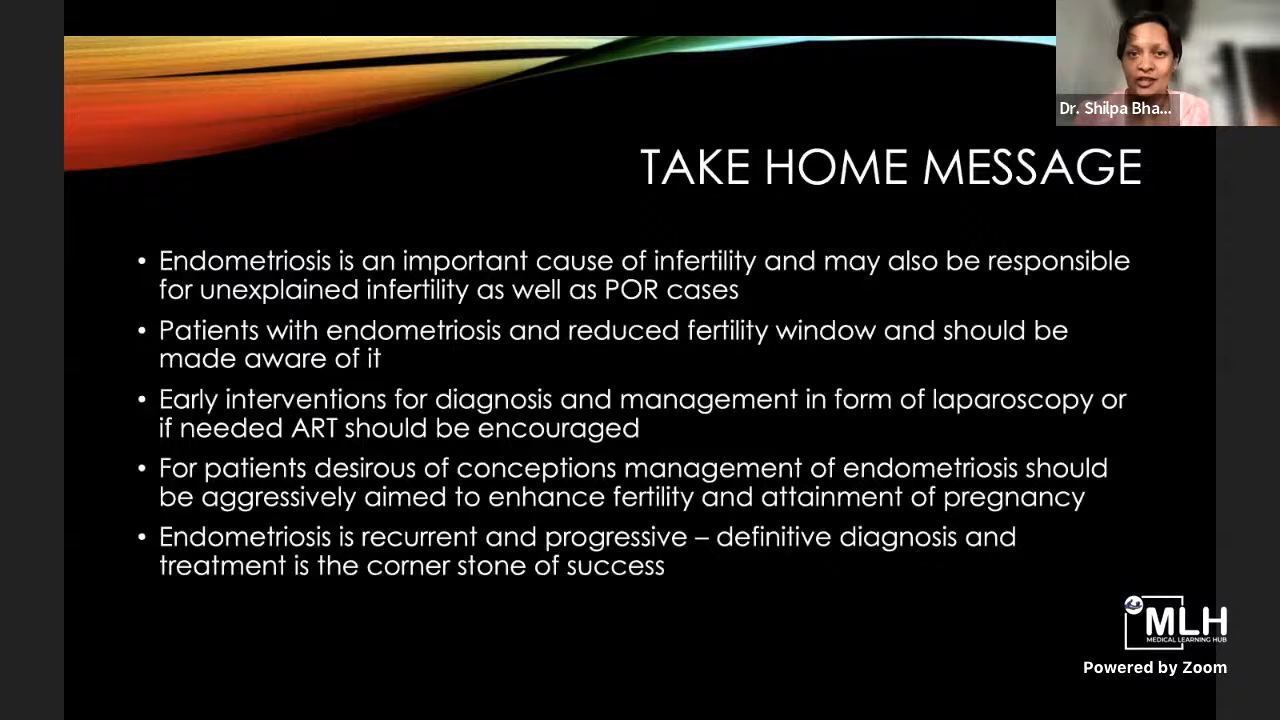 Dr. Shilpa Bha...
TAKE HOME MESSAGE
• Endometriosis is an important cause of infertility and may also be responsible
for unexplained infertility as well as POR cases
• Patients with endometriosis and reduced fertility window and should be
made aware of it
• Early interventions for diagnosis and management in form of laparoscopy or
if needed ART should be encouraged
• For patients desirous of conceptions management of endometriosis should
be aggressively aimed to enhance fertility and attainment of pregnancy
• Endometriosis is recurrent and progressive – definitive diagnosis and
treatment is the corner stone of success
MLH
MEDICAL LEARNING HUB
Powered by Zoom